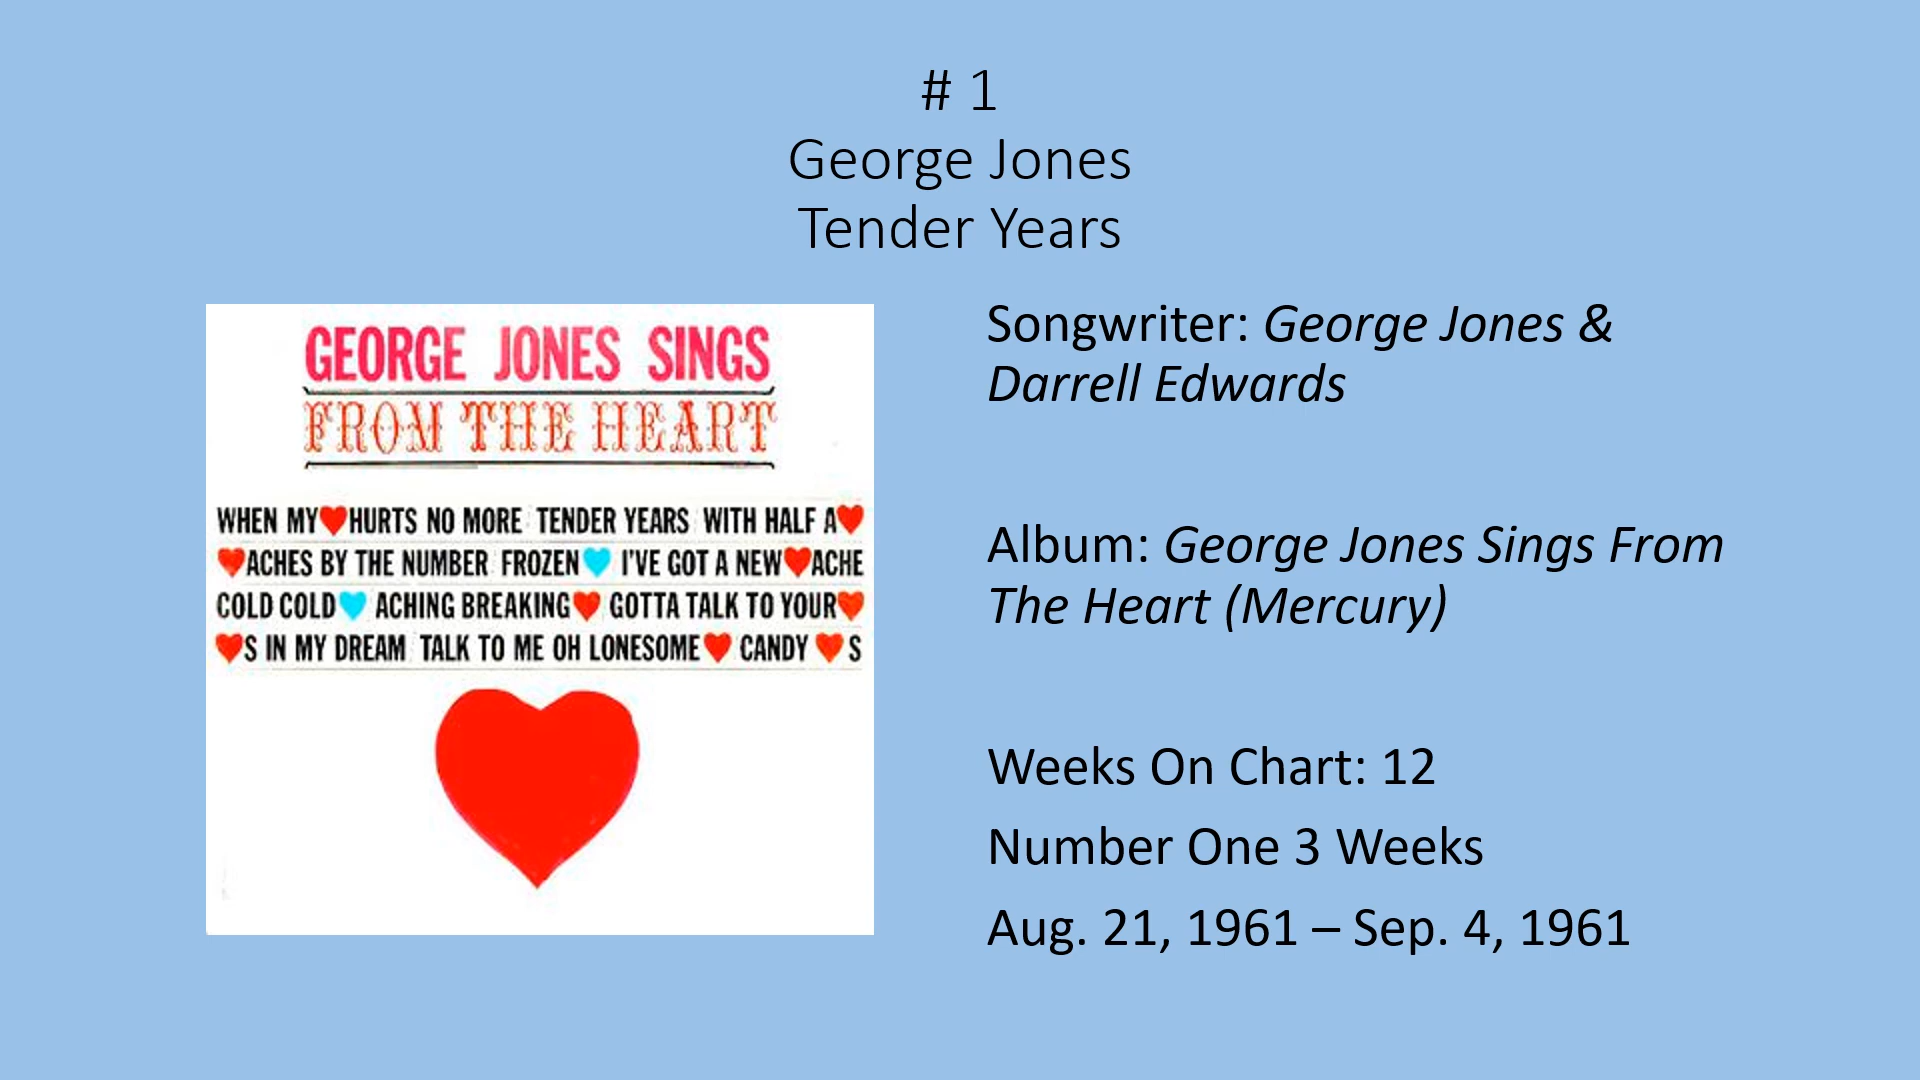 # 1
George Jones
Tender Years
GEORGE JONES SINGS
FROM THE HEART
WHEN MY♥HURTS NO MORE TENDER YEARS WITH HALF A♥
♥ACHES BY THE NUMBER FROZEN♥ I'VE GOT A NEW♥ACHE
COLD COLD♥ ACHING BREAKING♥ GOTTA TALK TO YOUR♥
♥S IN MY DREAM TALK TO ME OH LONESOME♥ CANDY ♥S
Songwriter: George Jones &
Darrell Edwards
Album: George Jones Sings From
The Heart (Mercury)
Weeks On Chart: 12
Number One 3 Weeks
Aug. 21, 1961 – Sep. 4, 1961